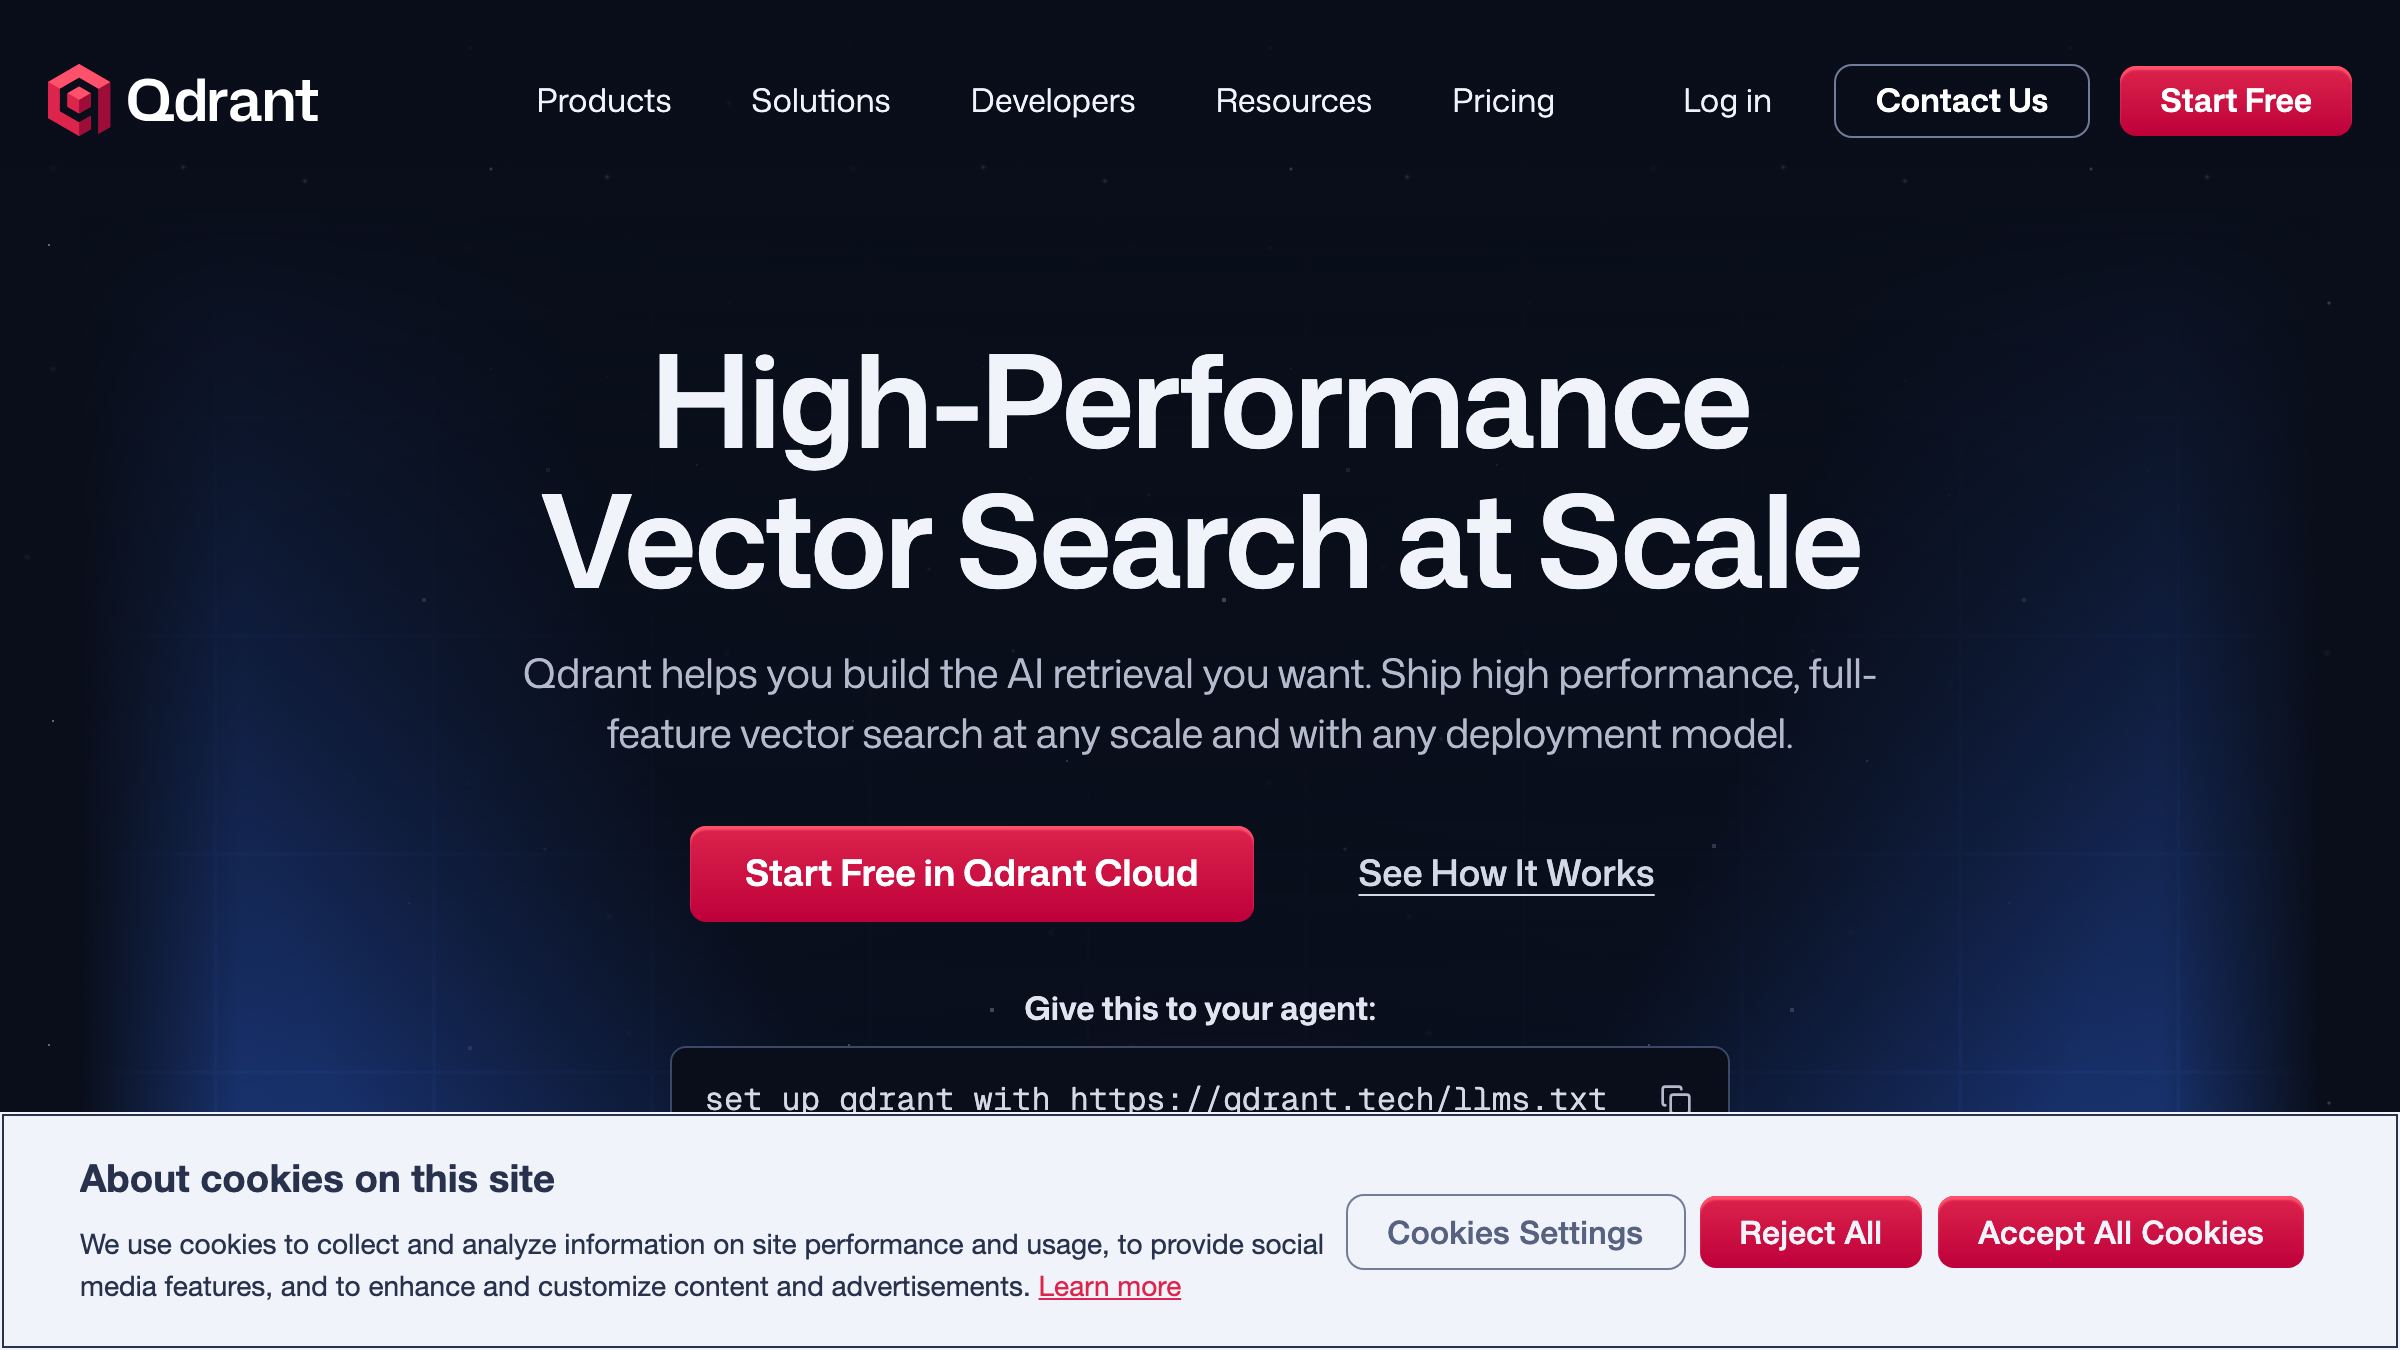 Qdrant
Products
Solutions
Developers
Resources
Pricing
Log in
Contact Us
Start Free
High-Performance
Vector Search at Scale
Qdrant helps you build the AI retrieval you want. Ship high performance, full-
feature vector search at any scale and with any deployment model.
Start Free in Qdrant Cloud
See How It Works
Give this to your agent:
set up qdrant with https://qdrant.tech/llms.txt
About cookies on this site
We use cookies to collect and analyze information on site performance and usage, to provide social
media features, and to enhance and customize content and advertisements. Learn more
Cookies Settings
Reject All
Accept All Cookies